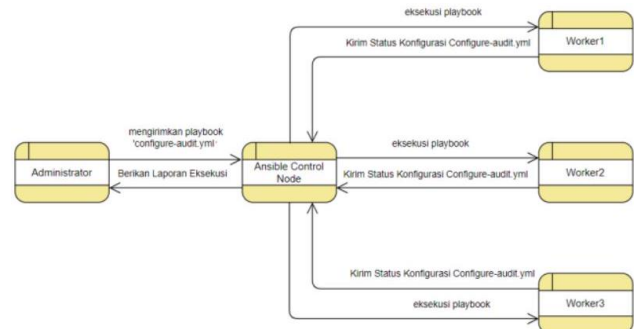 eksekusi playbook
Kirim Status Konfigurasi Configure-audit.yml
Worker1
mengirimkan playbook
'configure-audit.yml'
Administrator
Berikan Laporan Eksekusi
Ansible Control
Node
eksekusi playbook
Kirim Status Konfigurasi Configure-audit.yml
Worker2
Kirim Status Konfigurasi Configure-audit.yml
eksekusi playbook
Worker3